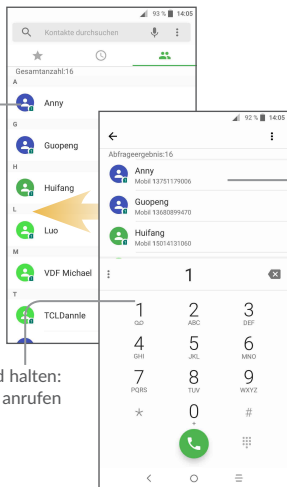 93 % 14:05
Kontakte durchsuchen
Gesamtanzahl:16
A
Anny
G
Guopeng
H
Huifang
L
Luo
M
VDF Michael
T
TCLDannle
92 % 14:05
Abfrageergebnis:16
Anny
Mobil 13751179006
Guopeng
Mobil 13680899470
Huifang
Mobil 15014131060
1
1 2 3
ABC DEF
4 5 6
GHI JKL MNO
7 8 9
PQRS TUV WXYZ
* 0 #
+
d halten:
anrufen